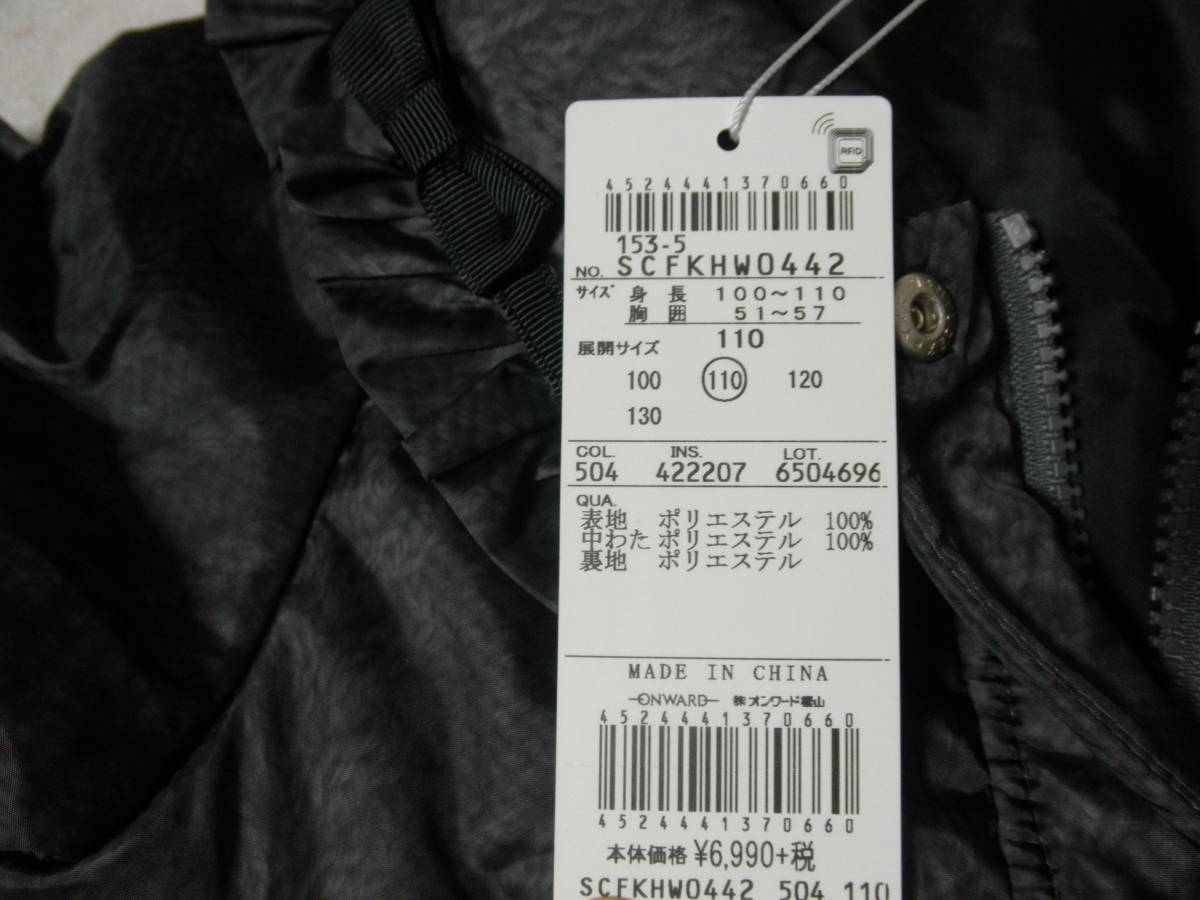 RFID
4524441370660
153-5
NO. SCFKHW0442
サイズ 身長 100〜110
胸囲 51〜57
展開サイズ 110
100 110 120
130
COL. INS. LOT.
504 422207 6504696
QUA.
表地 ポリエステル 100%
中わた ポリエステル 100%
裏地 ポリエステル
MADE IN CHINA
ONWARD ㈱オンワード樫山
4524441370660
4524441370660
本体価格 ¥6,990+税
SCFKHW0442 504 110